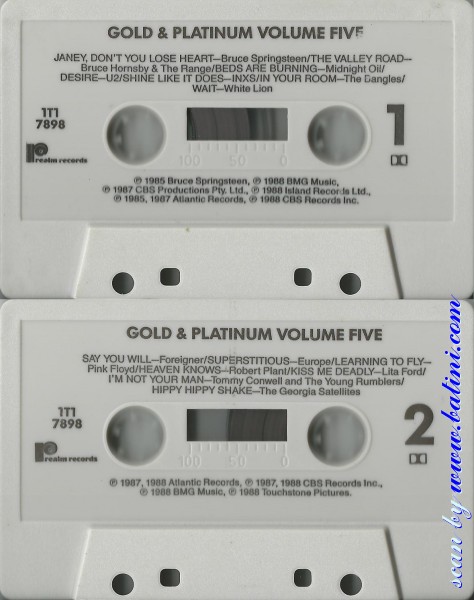 GOLD & PLATINUM VOLUME FIVE
JANEY, DON'T YOU LOSE HEART—Bruce Springsteen/THE VALLEY ROAD—
Bruce Hornsby & The Range/BEDS ARE BURNING—Midnight Oil/
DESIRE—U2/SHINE LIKE IT DOES—INXS/IN YOUR ROOM—The Bangles/
WAIT—White Lion
1T1
7898
1
realm records
100 50 0
℗ 1985 Bruce Springsteen, ℗ 1988 BMG Music,
℗ 1987 CBS Productions Pty. Ltd., ℗ 1988 Island Records Ltd.,
℗ 1985, 1987 Atlantic Records, ℗ 1988 CBS Records Inc.
GOLD & PLATINUM VOLUME FIVE
SAY YOU WILL—Foreigner/SUPERSTITIOUS—Europe/LEARNING TO FLY—
Pink Floyd/HEAVEN KNOWS—Robert Plant/KISS ME DEADLY—Lita Ford/
I'M NOT YOUR MAN—Tommy Conwell and The Young Rumblers/
HIPPY HIPPY SHAKE—The Georgia Satellites
1T1
7898
2
realm records
100 50 0
℗ 1987, 1988 Atlantic Records, ℗ 1987, 1988 CBS Records Inc.,
℗ 1988 BMG Music, ℗ 1988 Touchstone Pictures.
scan by www.batini.com